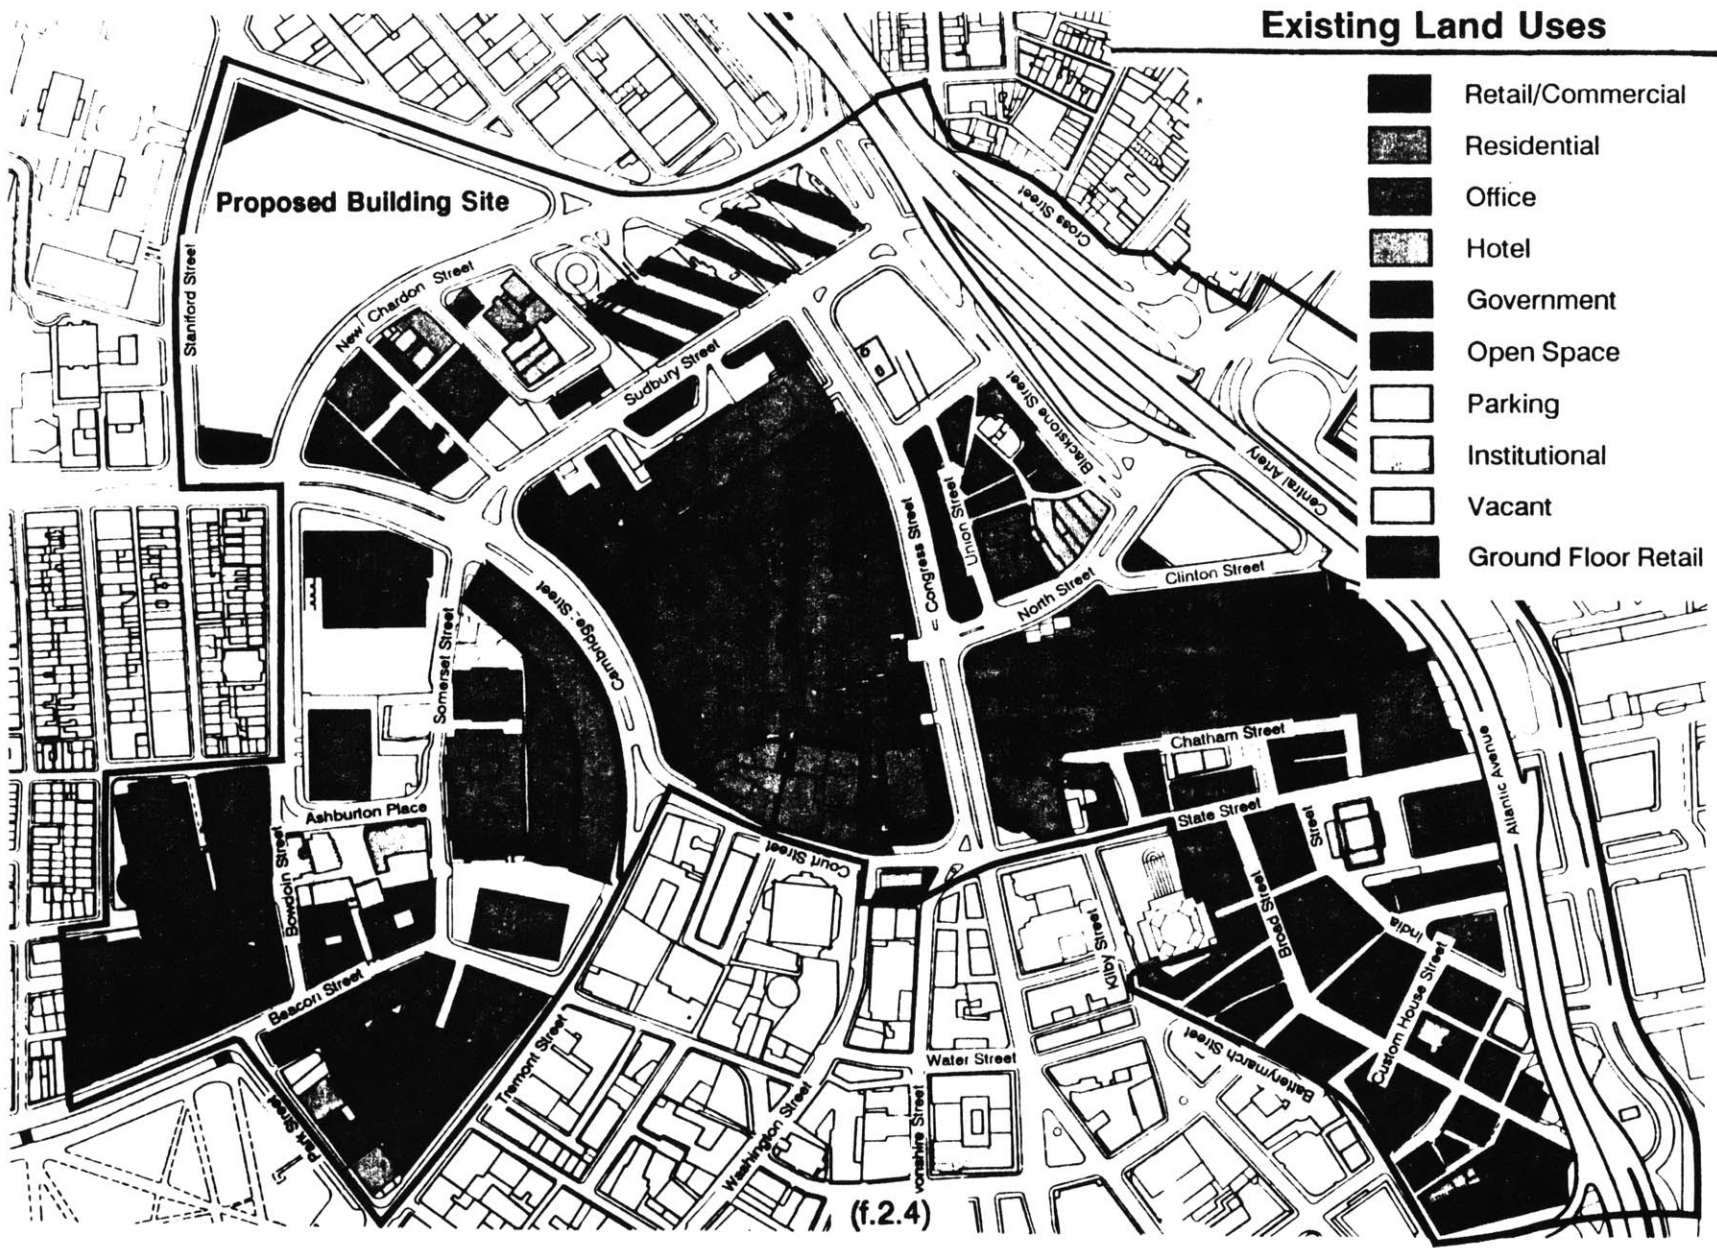 Existing Land Uses
Retail/Commercial
Residential
Office
Hotel
Government
Open Space
Parking
Institutional
Vacant
Ground Floor Retail
Proposed Building Site
Staniford Street
New Chardon Street
Sudbury Street
Cross Street
Blackstone Street
Central Artery
Union Street
Congress Street
North Street
Clinton Street
Cambridge Street
Somerset Street
Chatham Street
State Street
Atlantic Avenue
Ashburton Place
Bowdoin Street
Court Street
Street
Broad Street
India
Kilby Street
Custom House Street
Beacon Street
Tremont Street
Water Street
Batterymarch Street
Park Street
Washington Street
vonshire Street
(f.2.4)